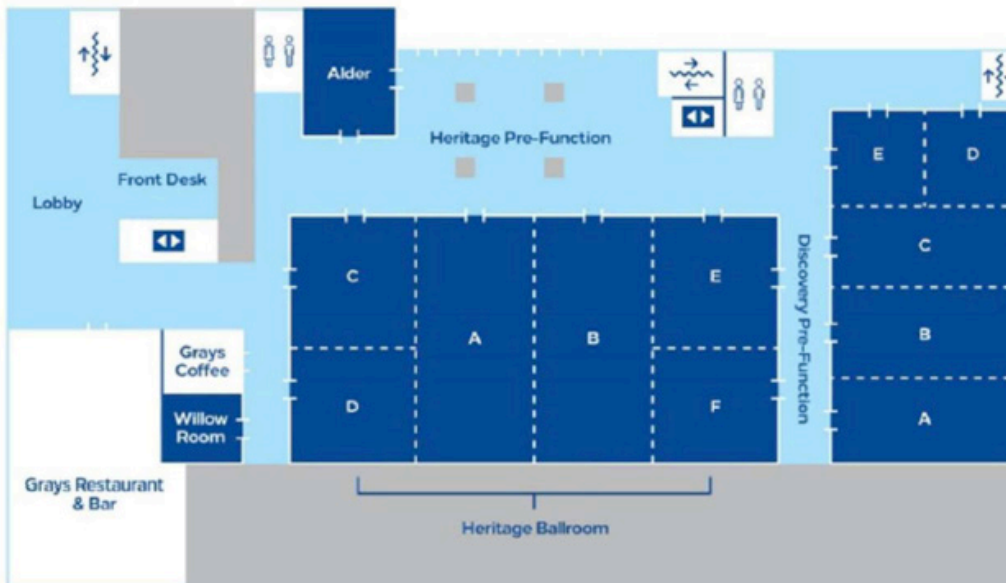 Alder
Heritage Pre-Function
Front Desk
Lobby
E
D
C
B
A
Discovery Pre-Function
C
A
B
E
D
F
Grays
Coffee
Willow
Room
Grays Restaurant
& Bar
Heritage Ballroom